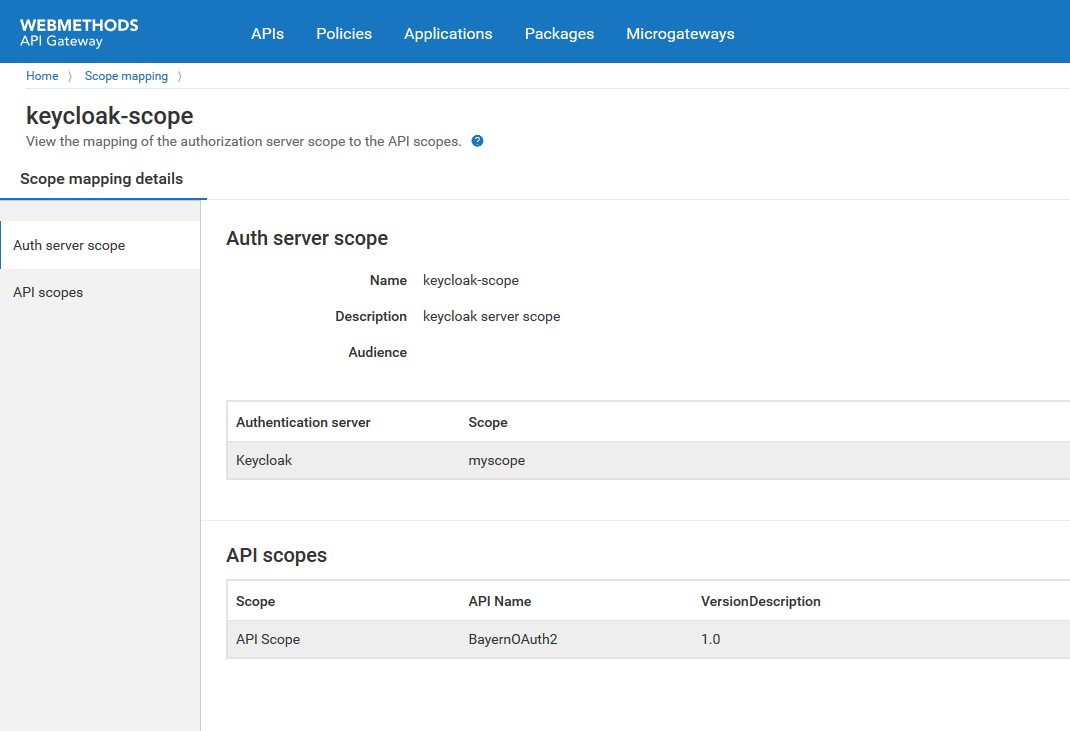 WEBMETHODS
API Gateway
APIs Policies Applications Packages Microgateways
Home 〉 Scope mapping 〉
keycloak-scope
View the mapping of the authorization server scope to the API scopes. ?
Scope mapping details
Auth server scope
API scopes
Auth server scope
Name keycloak-scope
Description keycloak server scope
Audience
Authentication server Scope
Keycloak myscope
API scopes
Scope API Name VersionDescription
API Scope BayernOAuth2 1.0